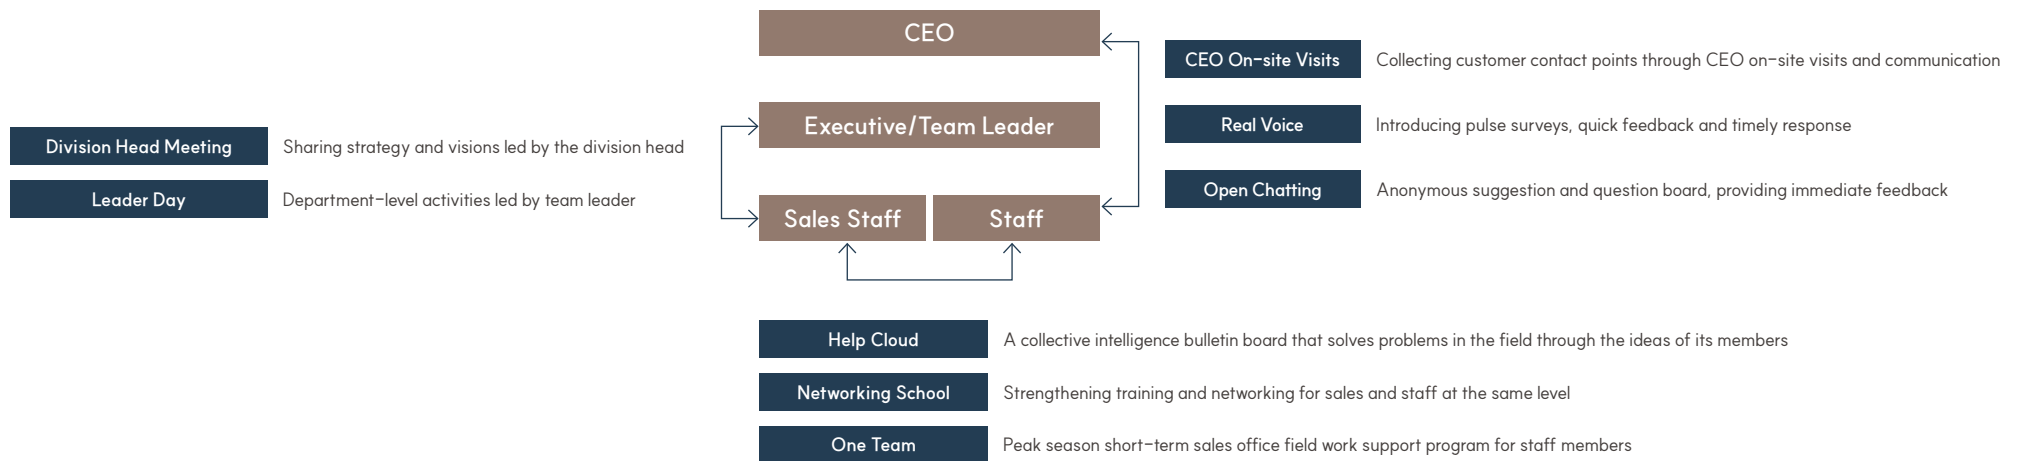 CEO
Executive/Team Leader
Sales Staff
Staff
Division Head Meeting
Sharing strategy and visions led by the division head
Leader Day
Department-level activities led by team leader
CEO On-site Visits
Collecting customer contact points through CEO on-site visits and communication
Real Voice
Introducing pulse surveys, quick feedback and timely response
Open Chatting
Anonymous suggestion and question board, providing immediate feedback
Help Cloud
A collective intelligence bulletin board that solves problems in the field through the ideas of its members
Networking School
Strengthening training and networking for sales and staff at the same level
One Team
Peak season short-term sales office field work support program for staff members